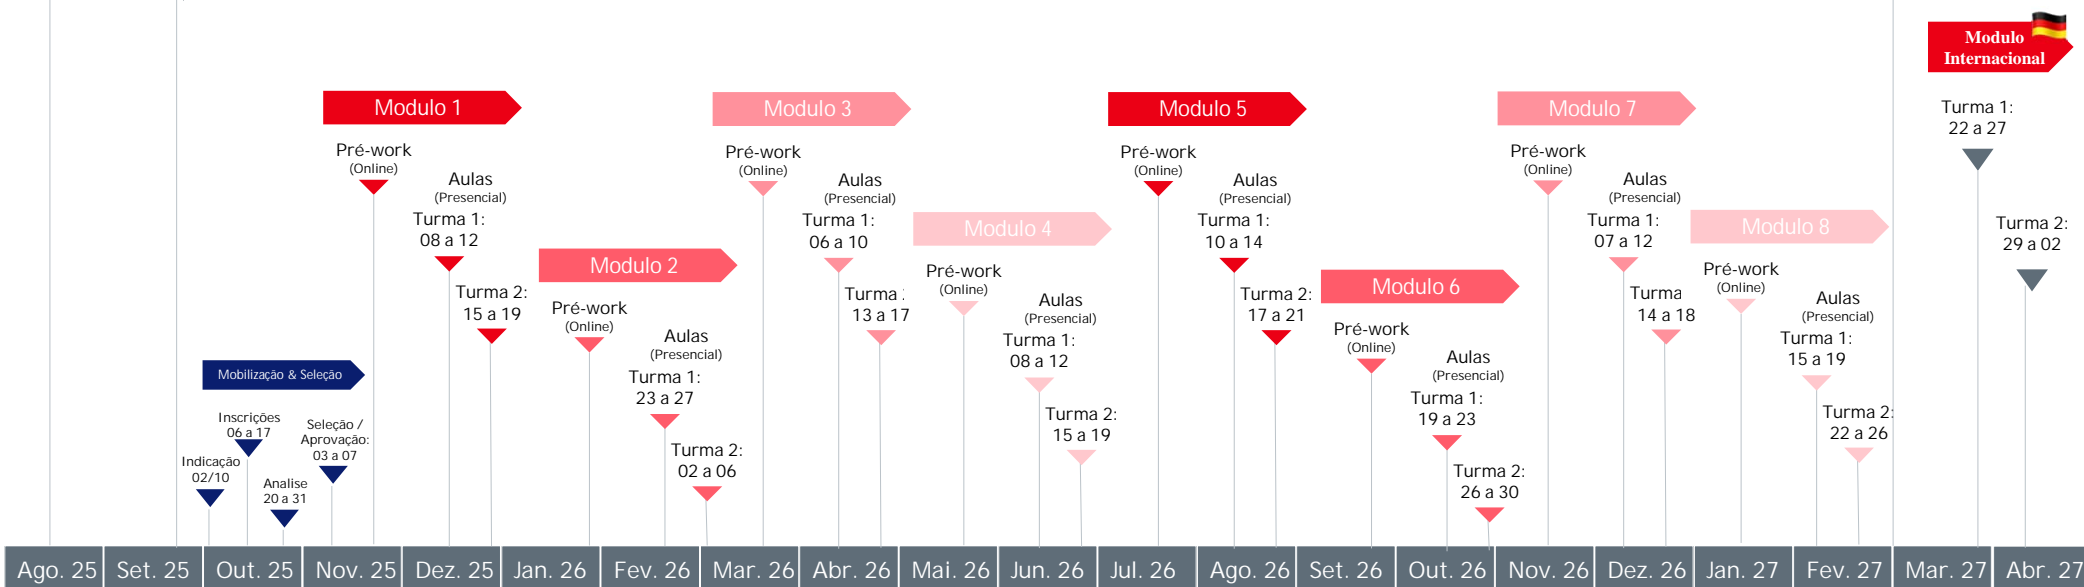 Modulo
Internacional
Turma 1:
22 a 27
Turma 2:
29 a 02
Modulo 1
Pré-work
(Online)
Aulas
(Presencial)
Turma 1:
08 a 12
Turma 2:
15 a 19
Modulo 2
Pré-work
(Online)
Aulas
(Presencial)
Turma 1:
23 a 27
Turma 2:
02 a 06
Modulo 3
Pré-work
(Online)
Aulas
(Presencial)
Turma 1:
06 a 10
Turma
13 a 17
Modulo 4
Pré-work
(Online)
Aulas
(Presencial)
Turma 1:
08 a 12
Turma 2:
15 a 19
Modulo 5
Pré-work
(Online)
Aulas
(Presencial)
Turma 1:
10 a 14
Turma 2:
17 a 21
Modulo 6
Pré-work
(Online)
Aulas
(Presencial)
Turma 1:
19 a 23
Turma 2:
26 a 30
Modulo 7
Pré-work
(Online)
Aulas
(Presencial)
Turma 1:
07 a 12
Turma
14 a 18
Modulo 8
Pré-work
(Online)
Aulas
(Presencial)
Turma 1:
15 a 19
Turma 2:
22 a 26
Mobilização & Seleção
Indicação
02/10
Inscrições
06 a 17
Analise
20 a 31
Seleção /
Aprovação:
03 a 07
Ago. 25 Set. 25 Out. 25 Nov. 25 Dez. 25 Jan. 26 Fev. 26 Mar. 26 Abr. 26 Mai. 26 Jun. 26 Jul. 26 Ago. 26 Set. 26 Out. 26 Nov. 26 Dez. 26 Jan. 27 Fev. 27 Mar. 27 Abr. 27